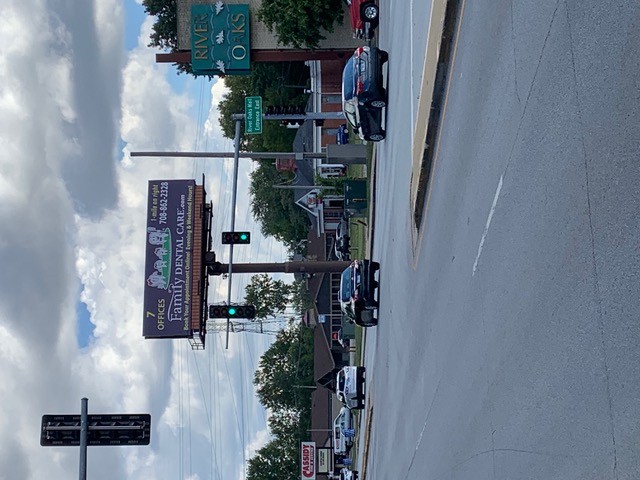 7
OFFICES
1-mile on right
708-862-2328
Family DENTAL CARE.com
Book Your Appointment Online! Evening & Weekend Hours!
River Oaks Mall
Entrance East
RIVER
OAKS
CASSIDY